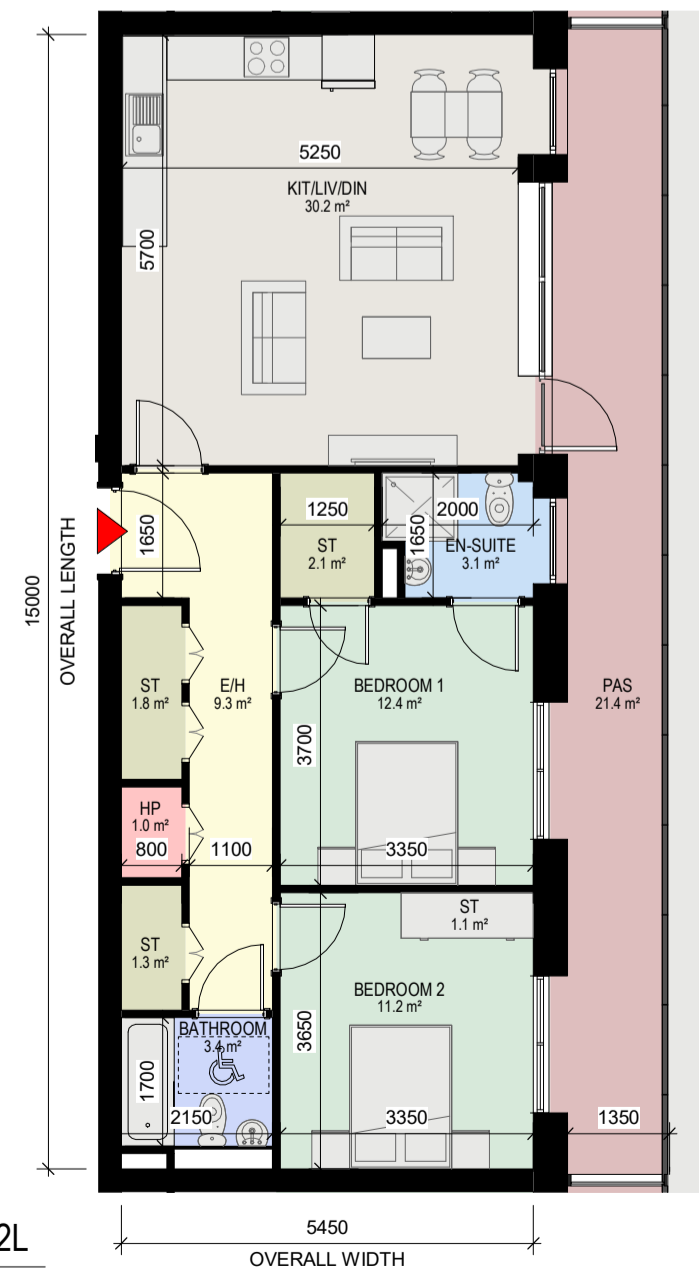 5250
KIT/LIV/DIN
30.2 m²
5700
15000
OVERALL LENGTH
1650
1250
ST
2.1 m²
1650
2000
EN-SUITE
3.1 m²
ST
1.8 m²
E/H
9.3 m²
BEDROOM 1
12.4 m²
PAS
21.4 m²
3700
HP
1.0 m²
800
1100
3350
ST
1.1 m²
ST
1.3 m²
BEDROOM 2
11.2 m²
BATHROOM
3.4 m²
1700
3650
2150
3350
1350
2L
5450
OVERALL WIDTH